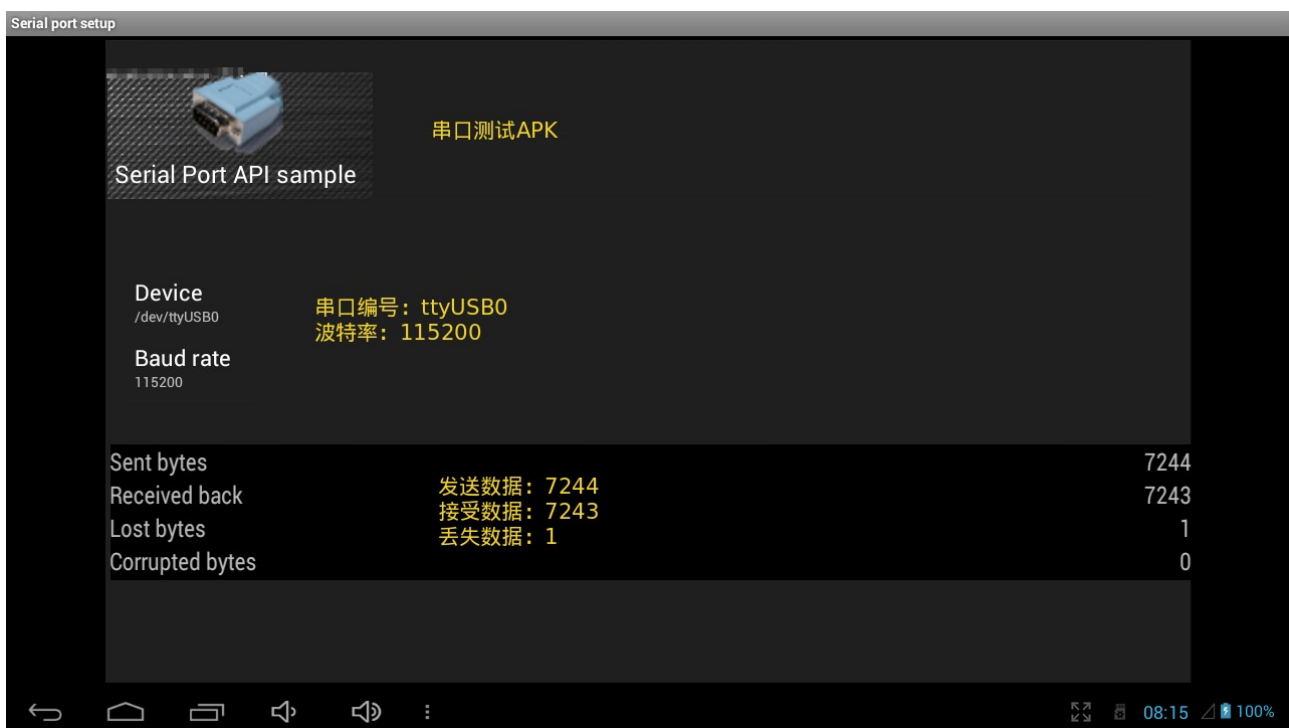 Serial port setup
串口测试APK
Serial Port API sample
Device
/dev/ttyUSB0
串口编号: ttyUSB0
波特率: 115200
Baud rate
115200
Sent bytes 7244
Received back 7243
Lost bytes 1
Corrupted bytes 0
发送数据: 7244
接受数据: 7243
丢失数据: 1
08:15 100%